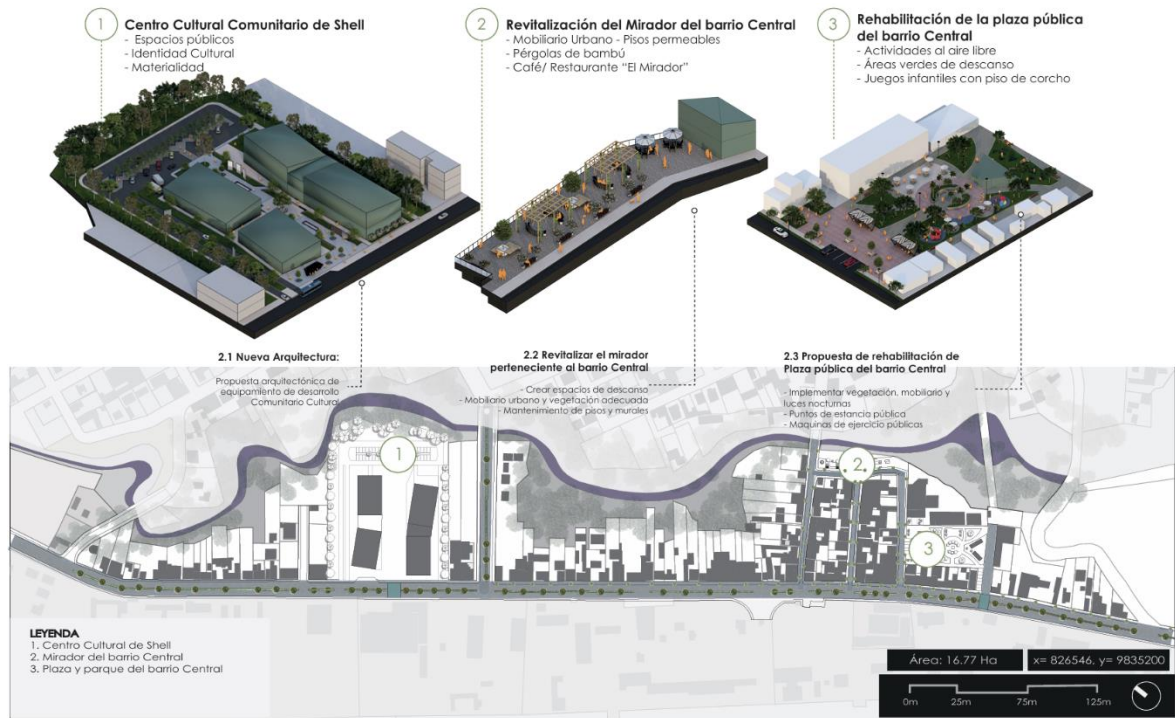 1
Centro Cultural Comunitario de Shell
- Espacios públicos
- Identidad Cultural
- Materialidad
2
Revitalización del Mirador del barrio Central
- Mobiliario Urbano - Pisos permeables
- Pérgolas de bambú
- Café/ Restaurante “El Mirador”
3
Rehabilitación de la plaza pública
del barrio Central
- Actividades al aire libre
- Áreas verdes de descanso
- Juegos infantiles con piso de corcho
2.1 Nueva Arquitectura:
Propuesta arquitectónica de
equipamiento de desarrollo
Comunitario Cultural
2.2 Revitalizar el mirador
perteneciente al barrio Central
- Crear espacios de descanso
- Mobiliario urbano y vegetación adecuada
- Mantenimiento de pisos y murales
2.3 Propuesta de rehabilitación de
Plaza pública del barrio Central
- Implementar vegetación, mobiliario y
luces nocturnas
- Puntos de estancia pública
- Maquinas de ejercicio públicas
1
2
3
LEYENDA
1. Centro Cultural de Shell
2. Mirador del barrio Central
3. Plaza y parque del barrio Central
Área: 16.77 Ha
x= 826546, y= 9835200
0m 25m 75m 125m